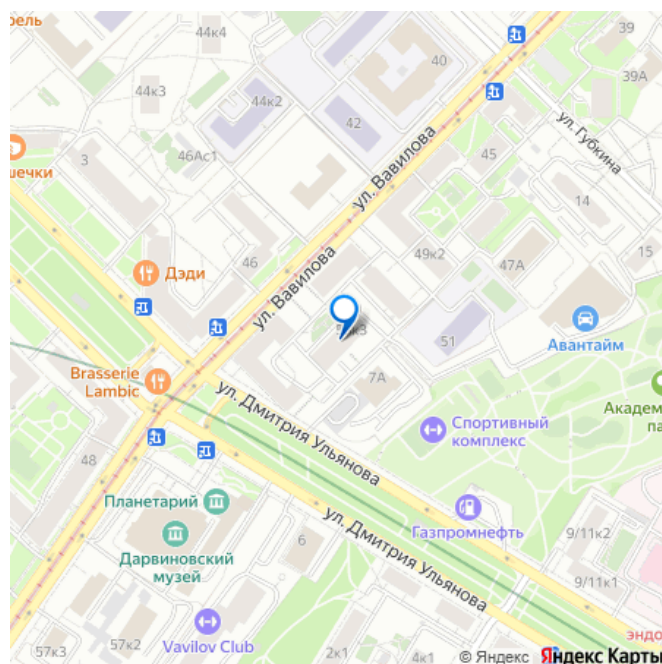 рель
44к4
40
39
39А
44к3
44к2
42
ул. Губкина
шечки
3
46Ас1
ул. Вавилова
45
14
Дэди
46
ул. Вавилова
49к2
47А
15
51
Авантайм
Brasserie
Lambic
7А
ул. Дмитрия Ульянова
Спортивный
комплекс
Академ
па
48
Планетарий
Дарвиновский
музей
6
ул. Дмитрия Ульянова
Газпромнефть
9/11к2
9/11к1
57к3
57к2
Vavilov Club
2к1
4к1
эндо
© Яндекс Яндекс Карты